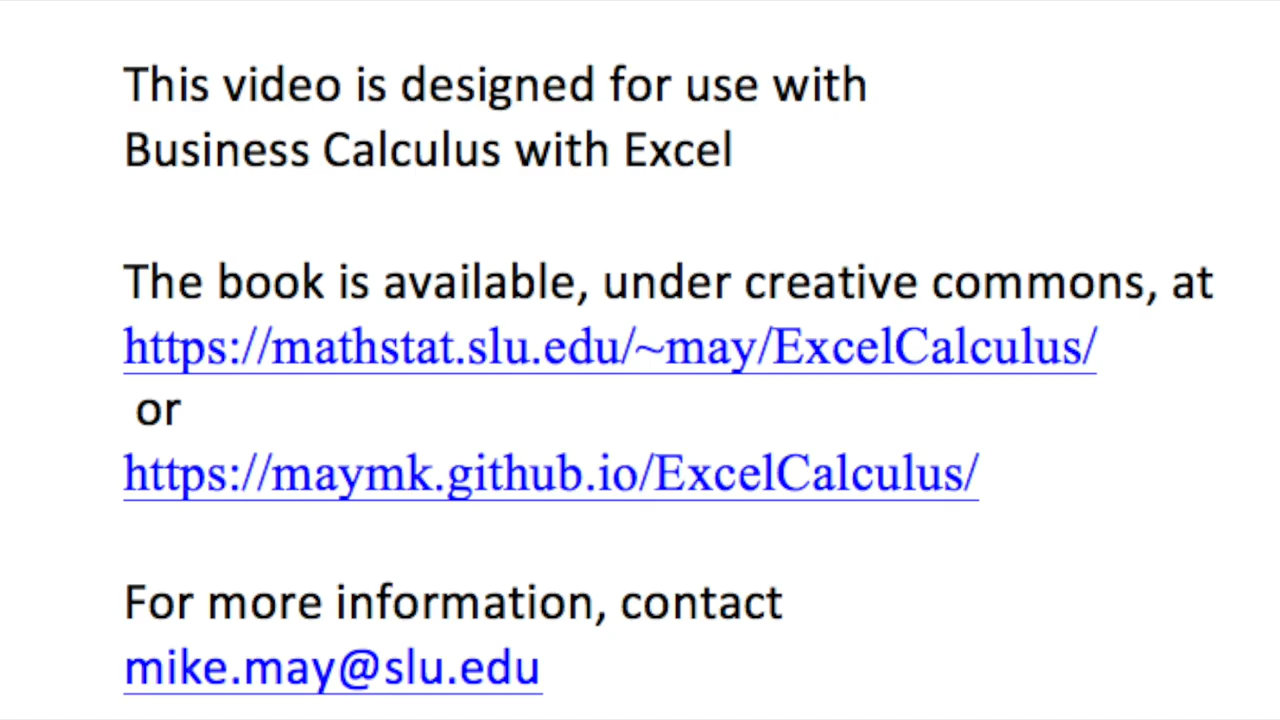 This video is designed for use with
Business Calculus with Excel
The book is available, under creative commons, at
https://mathstat.slu.edu/~may/ExcelCalculus/
or
https://maymk.github.io/ExcelCalculus/
For more information, contact
mike.may@slu.edu